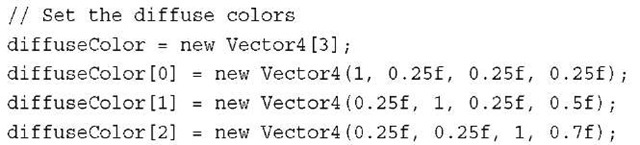 // Set the diffuse colors
diffuseColor = new Vector4[3];
diffuseColor[0] = new Vector4(1, 0.25f, 0.25f, 0.25f);
diffuseColor[1] = new Vector4(0.25f, 1, 0.25f, 0.5f);
diffuseColor[2] = new Vector4(0.25f, 0.25f, 1, 0.7f);